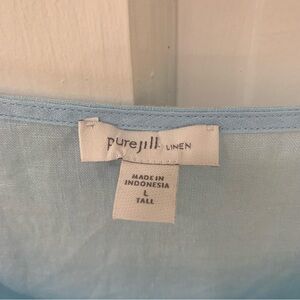 purejill LINEN
MADE IN
INDONESIA
L
TALL